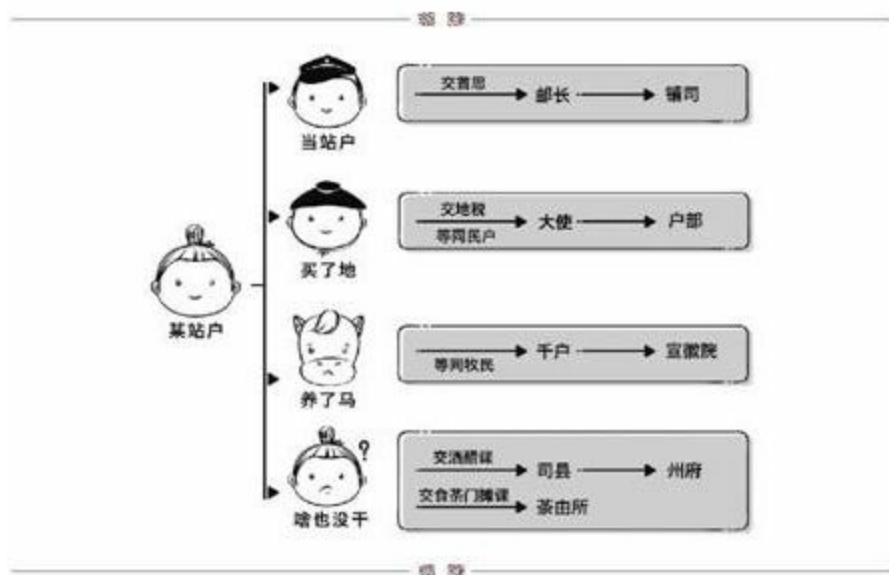 交首思
邮长
镇司
当站户
交地税
等同民户
大使
户部
买了地
某站户
等同牧民
千户
宣徽院
养了马
交酒醋课
司县
州府
交食茶门摊课
茶由所
?
啥也没干